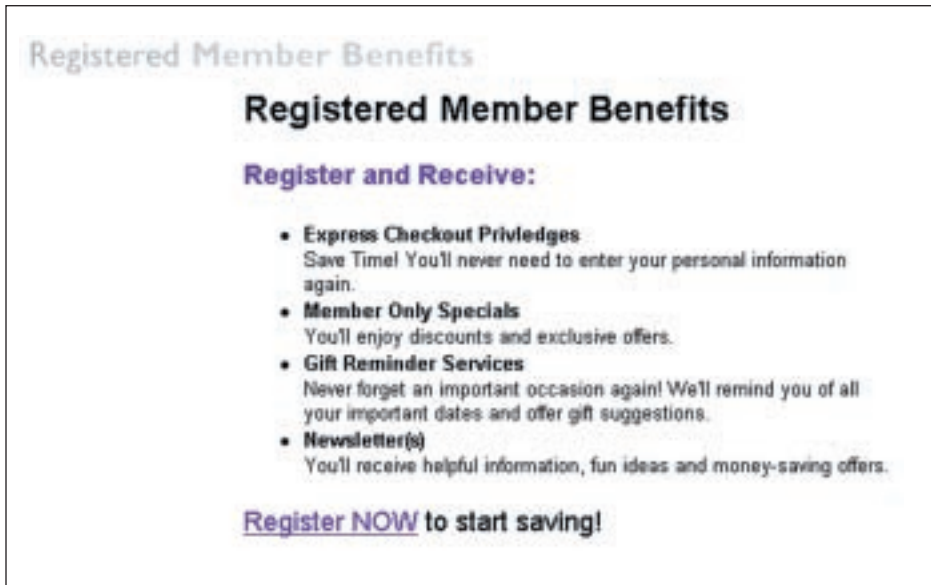 Registered Member Benefits
Registered Member Benefits
Register and Receive:
• Express Checkout Privledges
Save Time! You'll never need to enter your personal information
again.
• Member Only Specials
You'll enjoy discounts and exclusive offers.
• Gift Reminder Services
Never forget an important occasion again! We'll remind you of all
your important dates and offer gift suggestions.
• Newsletter(s)
You'll receive helpful information, fun ideas and money-saving offers.
Register NOW to start saving!